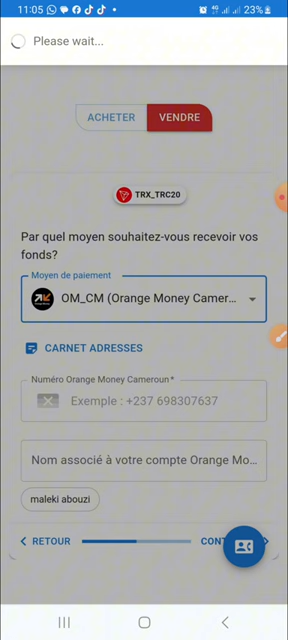 11:05
23%
Please wait...
ACHETER
VENDRE
TRX_TRC20
Par quel moyen souhaitez-vous recevoir vos
fonds?
Moyen de paiement
OM_CM (Orange Money Camer...
CARNET ADRESSES
Numéro Orange Money Cameroun*
Exemple : +237 698307637
Nom associé à votre compte Orange Mo...
maleki abouzi
RETOUR
CONT